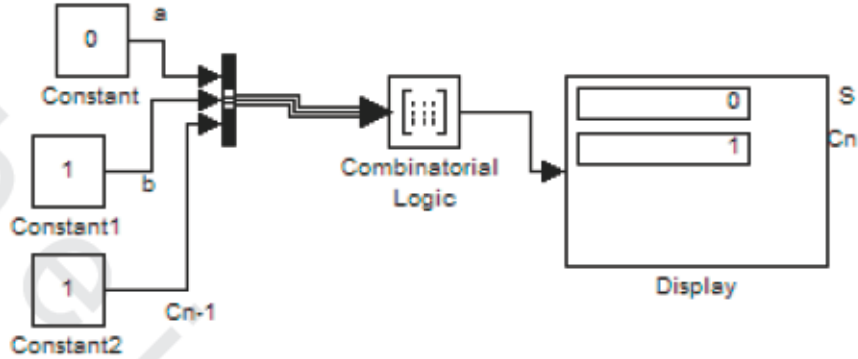 a
0
Constant
1
b
Constant1
1
Cn-1
Constant2
Combinatorial
Logic
0
S
1
Cn
Display